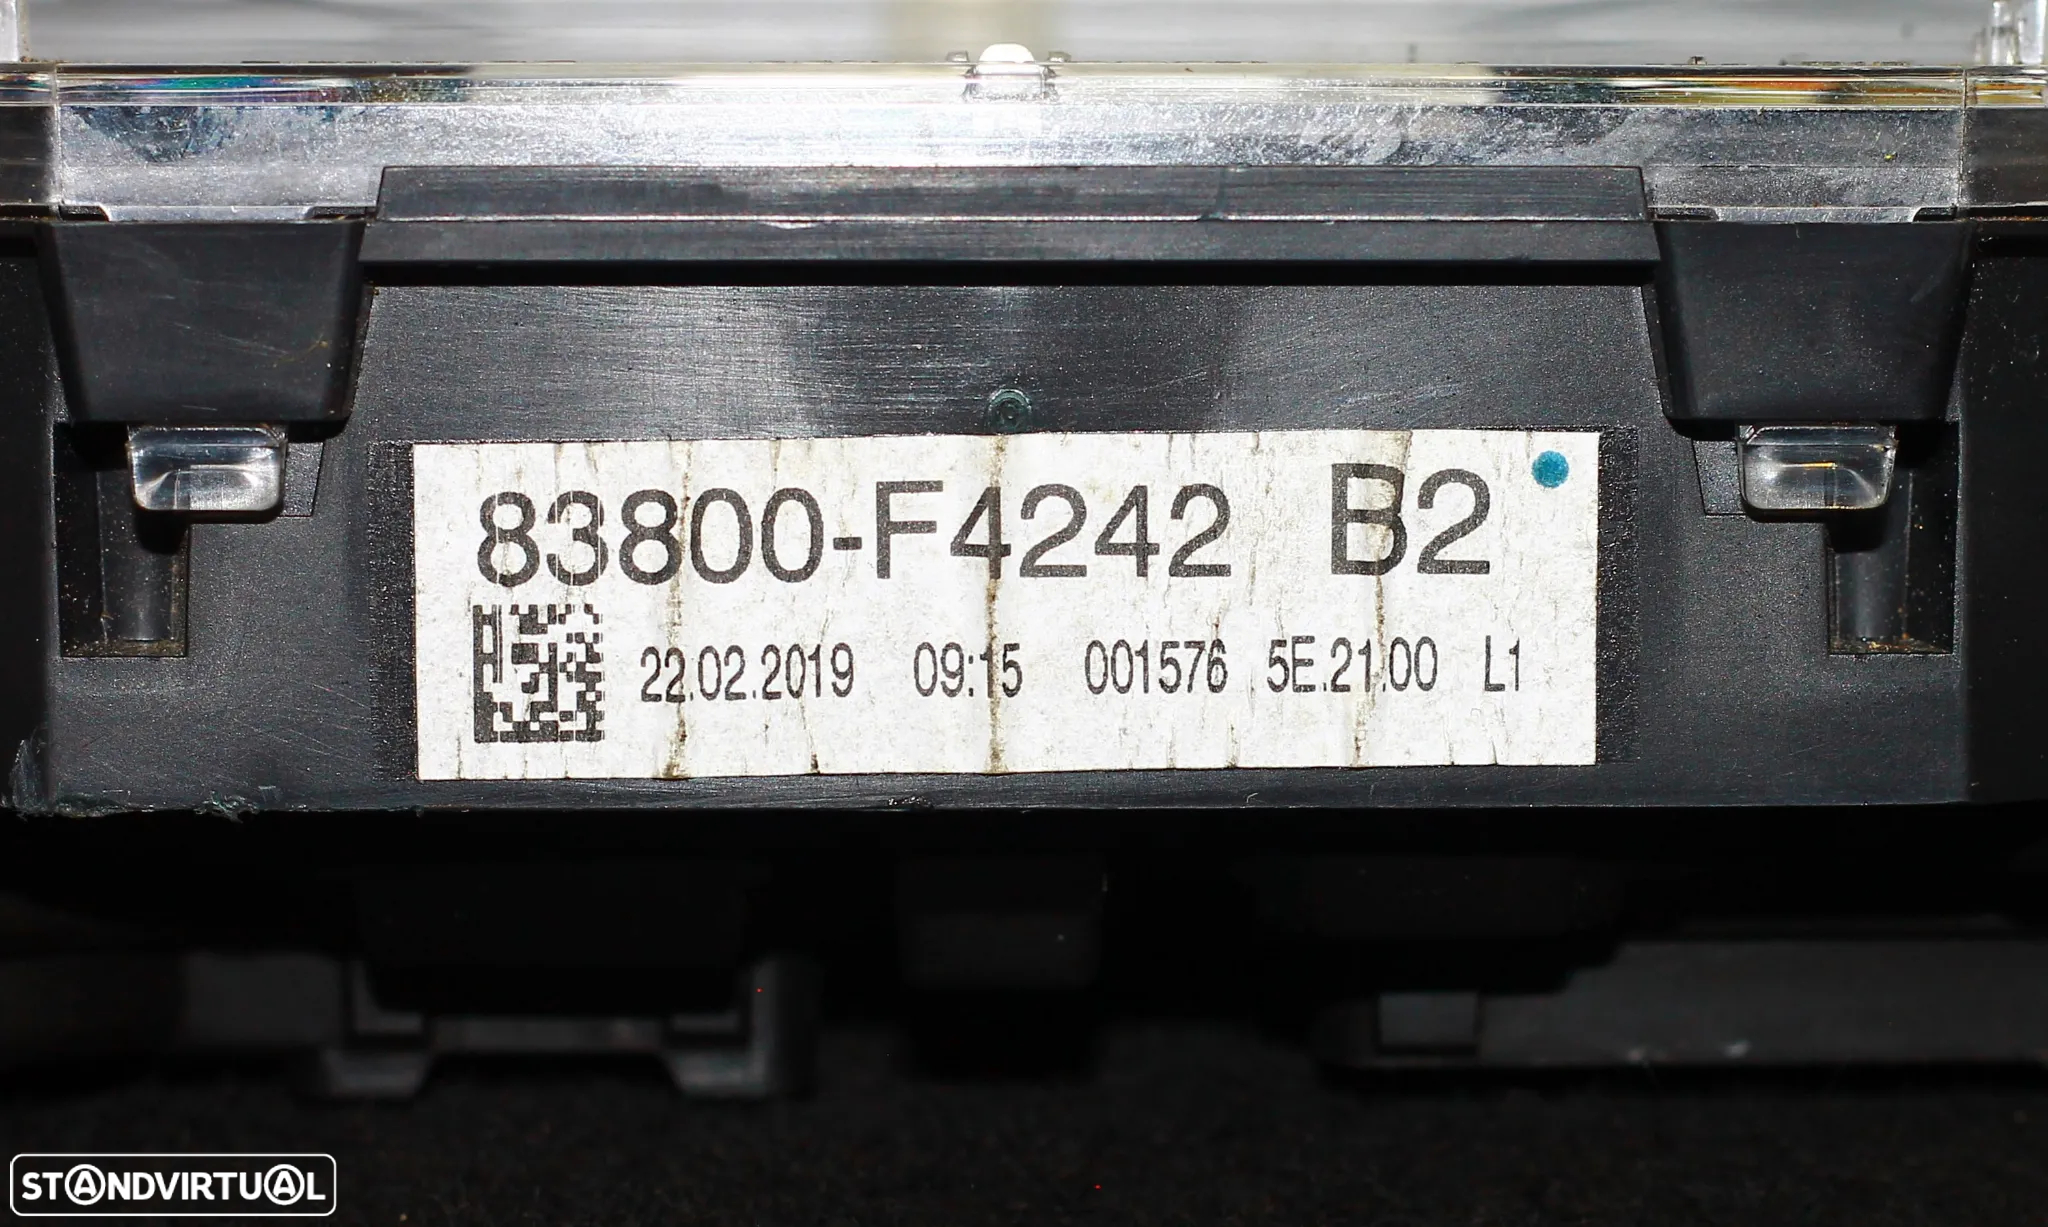 83800-F4242 B2
22.02.2019 09:15 001576 5E.21.00 L1
STANDVIRTUAL